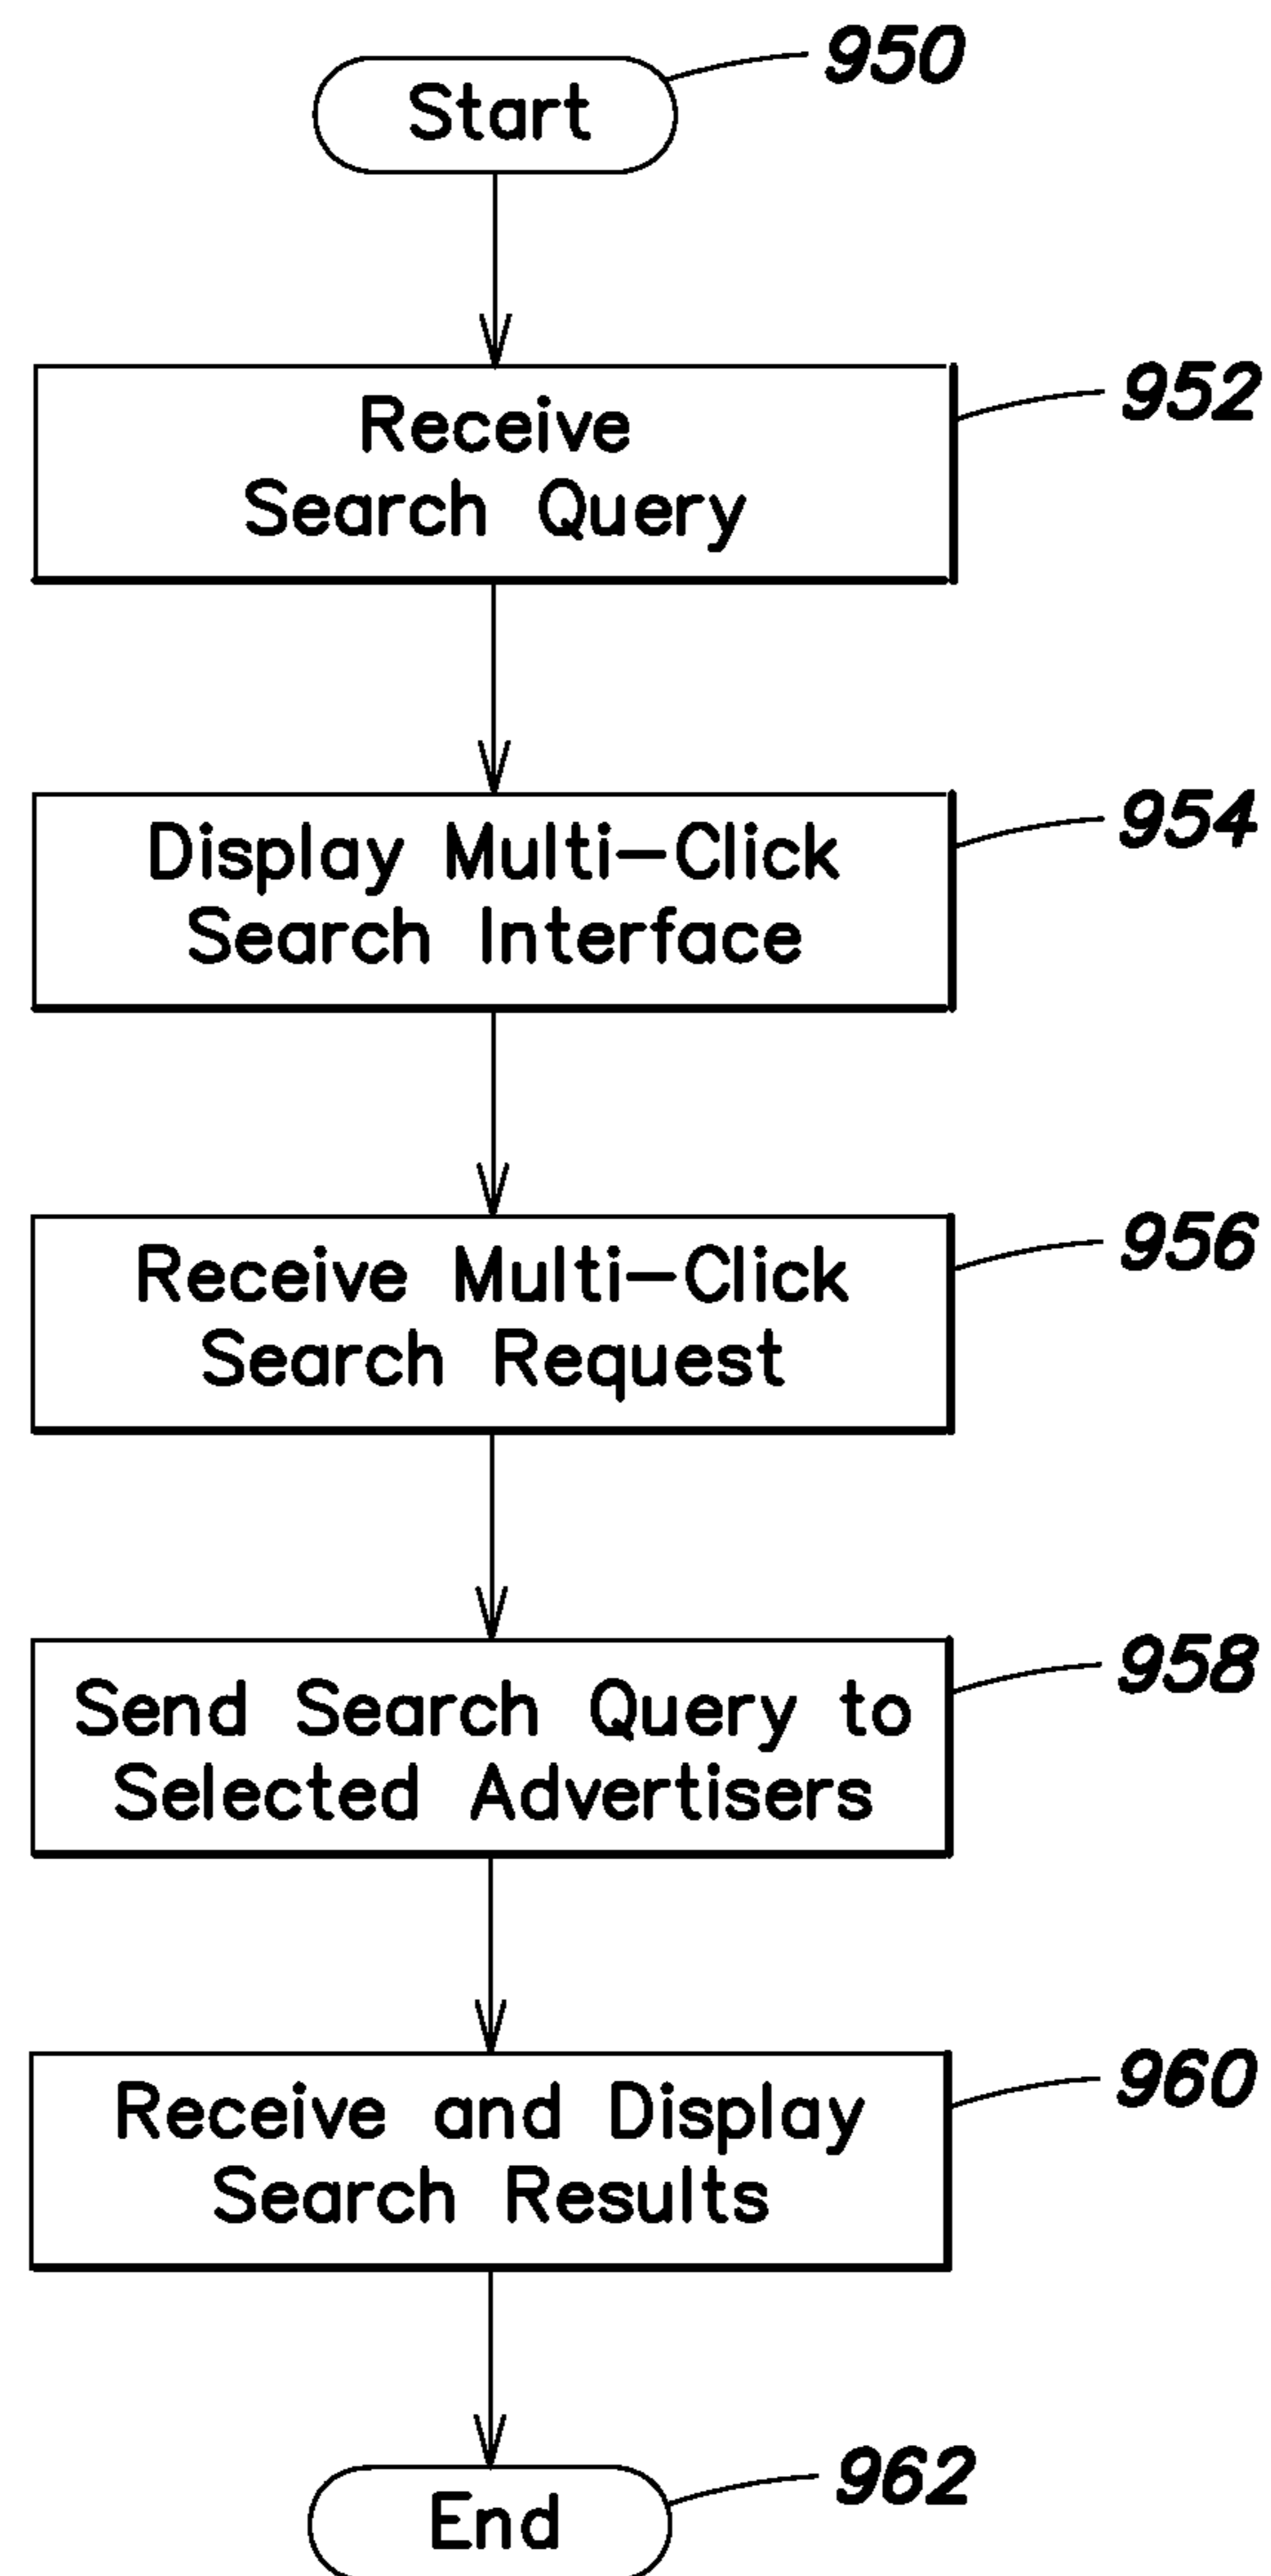 Start
950
Receive
Search Query
952
Display Multi-Click
Search Interface
954
Receive Multi-Click
Search Request
956
Send Search Query to
Selected Advertisers
958
Receive and Display
Search Results
960
End
962